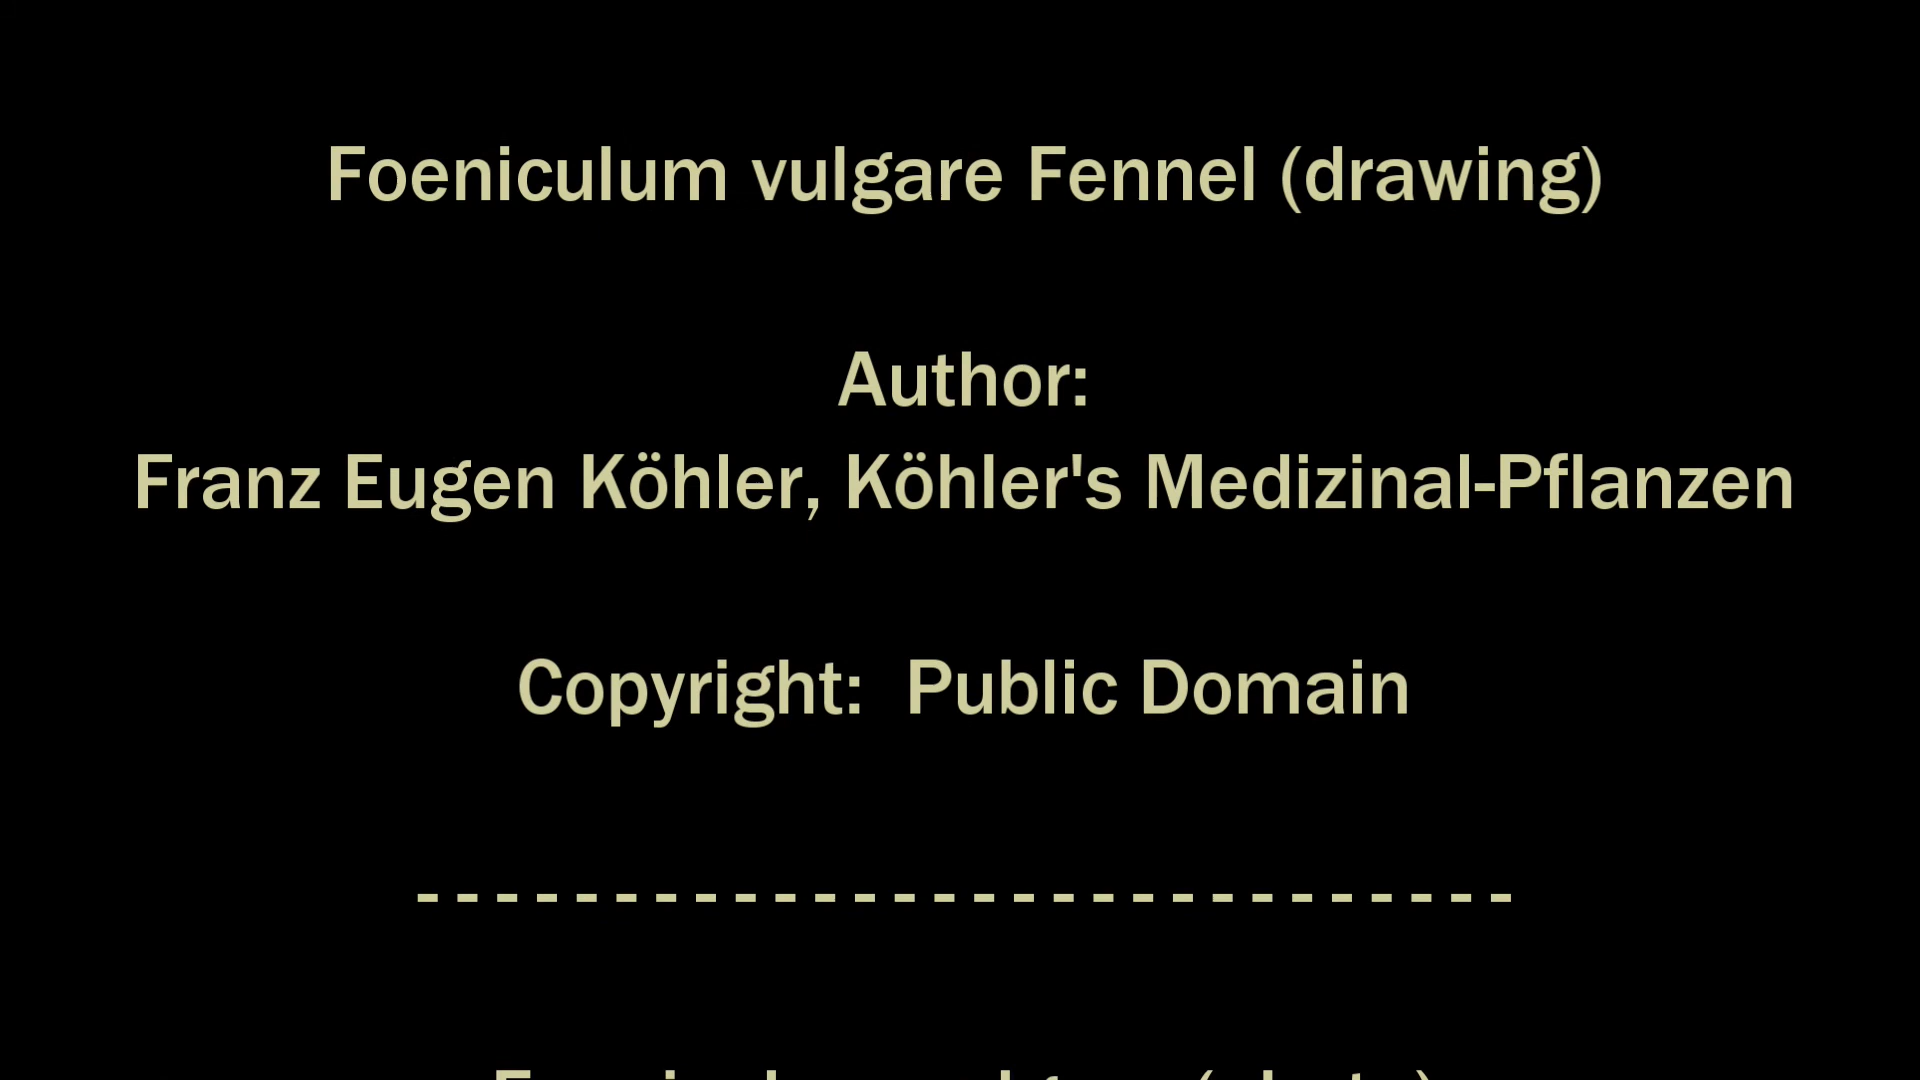 Foeniculum vulgare Fennel (drawing)
Author:
Franz Eugen Köhler, Köhler's Medizinal-Pflanzen
Copyright:  Public Domain
- - - - - - - - - - - - - - - - - - - - - - - - - - - -